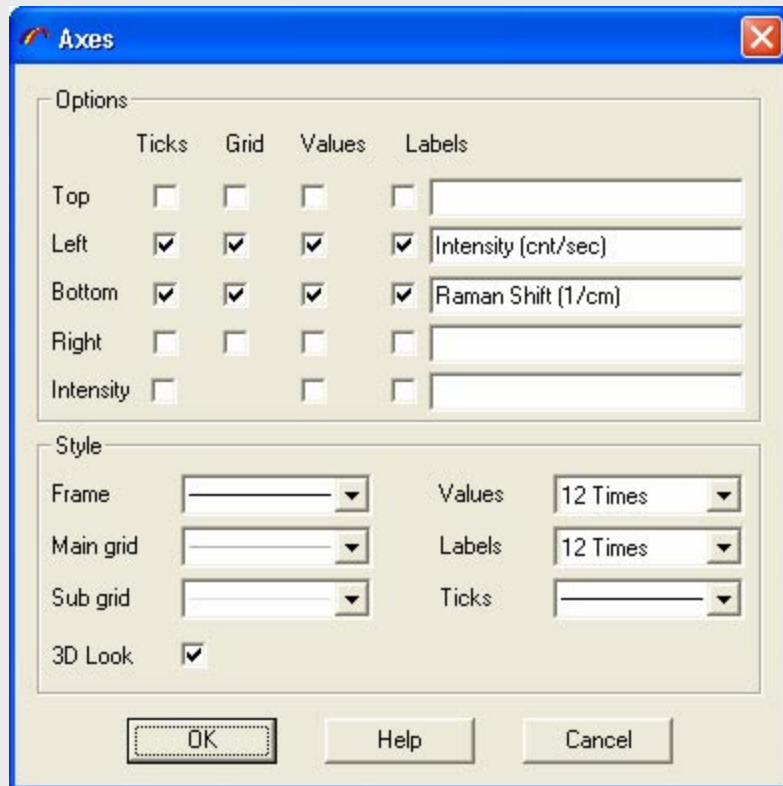 Axes
Options
Ticks Grid Values Labels
Top
Left Intensity (cnt/sec)
Bottom Raman Shift (1/cm)
Right
Intensity
Style
Frame Values 12 Times
Main grid Labels 12 Times
Sub grid Ticks
3D Look
OK Help Cancel